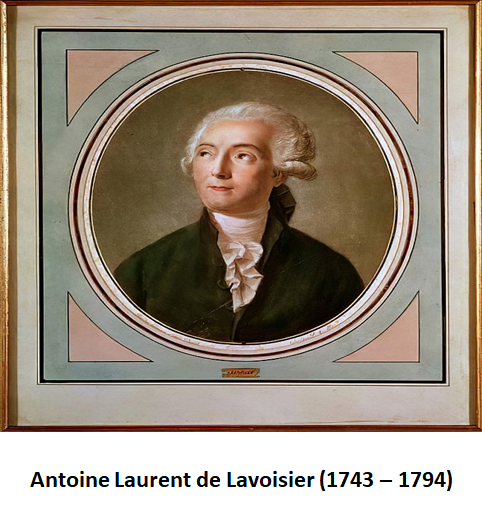 Antoine Laurent de Lavoisier (1743 – 1794)